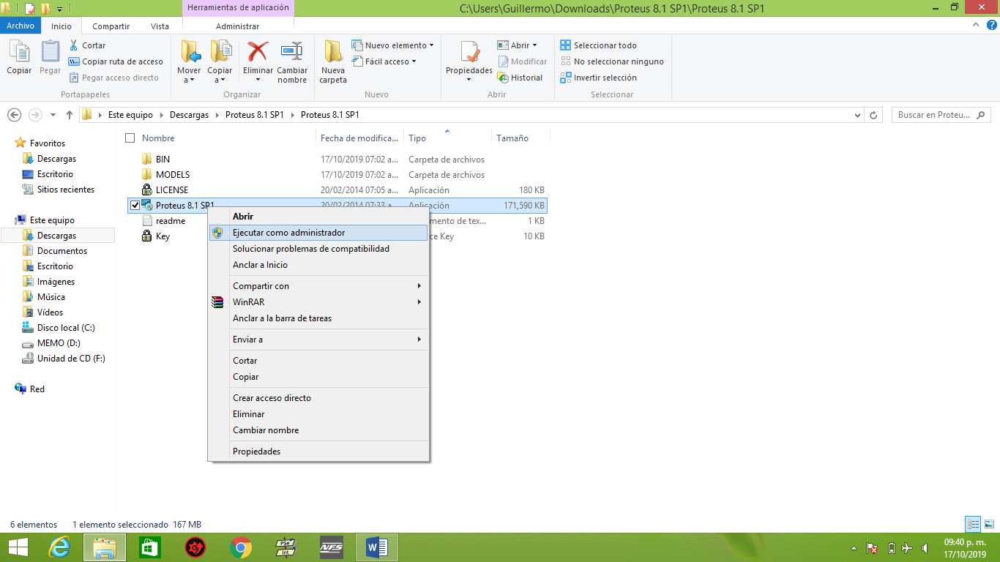 Herramientas de aplicación
C:\Users\Guillermo\Downloads\Proteus 8.1 SP1\Proteus 8.1 SP1
Archivo Inicio Compartir Vista Administrar
Copiar
Pegar
Cortar
Copiar ruta de acceso
Pegar acceso directo
Portapapeles
Mover a
Copiar a
Eliminar
Cambiar nombre
Organizar
Nueva carpeta
Nuevo elemento
Fácil acceso
Nuevo
Propiedades
Abrir
Modificar
Historial
Abrir
Seleccionar todo
No seleccionar ninguno
Invertir selección
Seleccionar
Este equipo Descargas Proteus 8.1 SP1 Proteus 8.1 SP1
Buscar en Proteu...
Favoritos
Descargas
Escritorio
Sitios recientes
Este equipo
Descargas
Documentos
Escritorio
Imágenes
Música
Vídeos
Disco local (C:)
MEMO (D:)
Unidad de CD (F:)
Red
Nombre Fecha de modifica... Tipo Tamaño
BIN 17/10/2019 07:02 a... Carpeta de archivos
MODELS 17/10/2019 07:02 a... Carpeta de archivos
LICENSE 20/02/2014 07:05 a... Aplicación 180 KB
Proteus 8.1 SP1 20/02/2014 07:33 a... Aplicación 171,590 KB
readme mento de tex... 1 KB
Key ce Key 10 KB
Abrir
Ejecutar como administrador
Solucionar problemas de compatibilidad
Anclar a Inicio
Compartir con
WinRAR
Anclar a la barra de tareas
Enviar a
Cortar
Copiar
Crear acceso directo
Eliminar
Cambiar nombre
Propiedades
6 elementos 1 elemento seleccionado 167 MB
PSe
Int
NFS
09:40 p. m.
17/10/2019